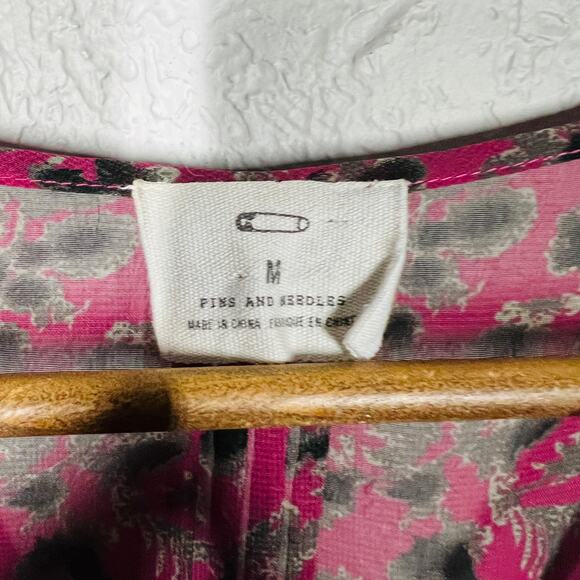 M
PINS AND NEEDLES
MADE IN CHINA FABRIQUE EN CHINE